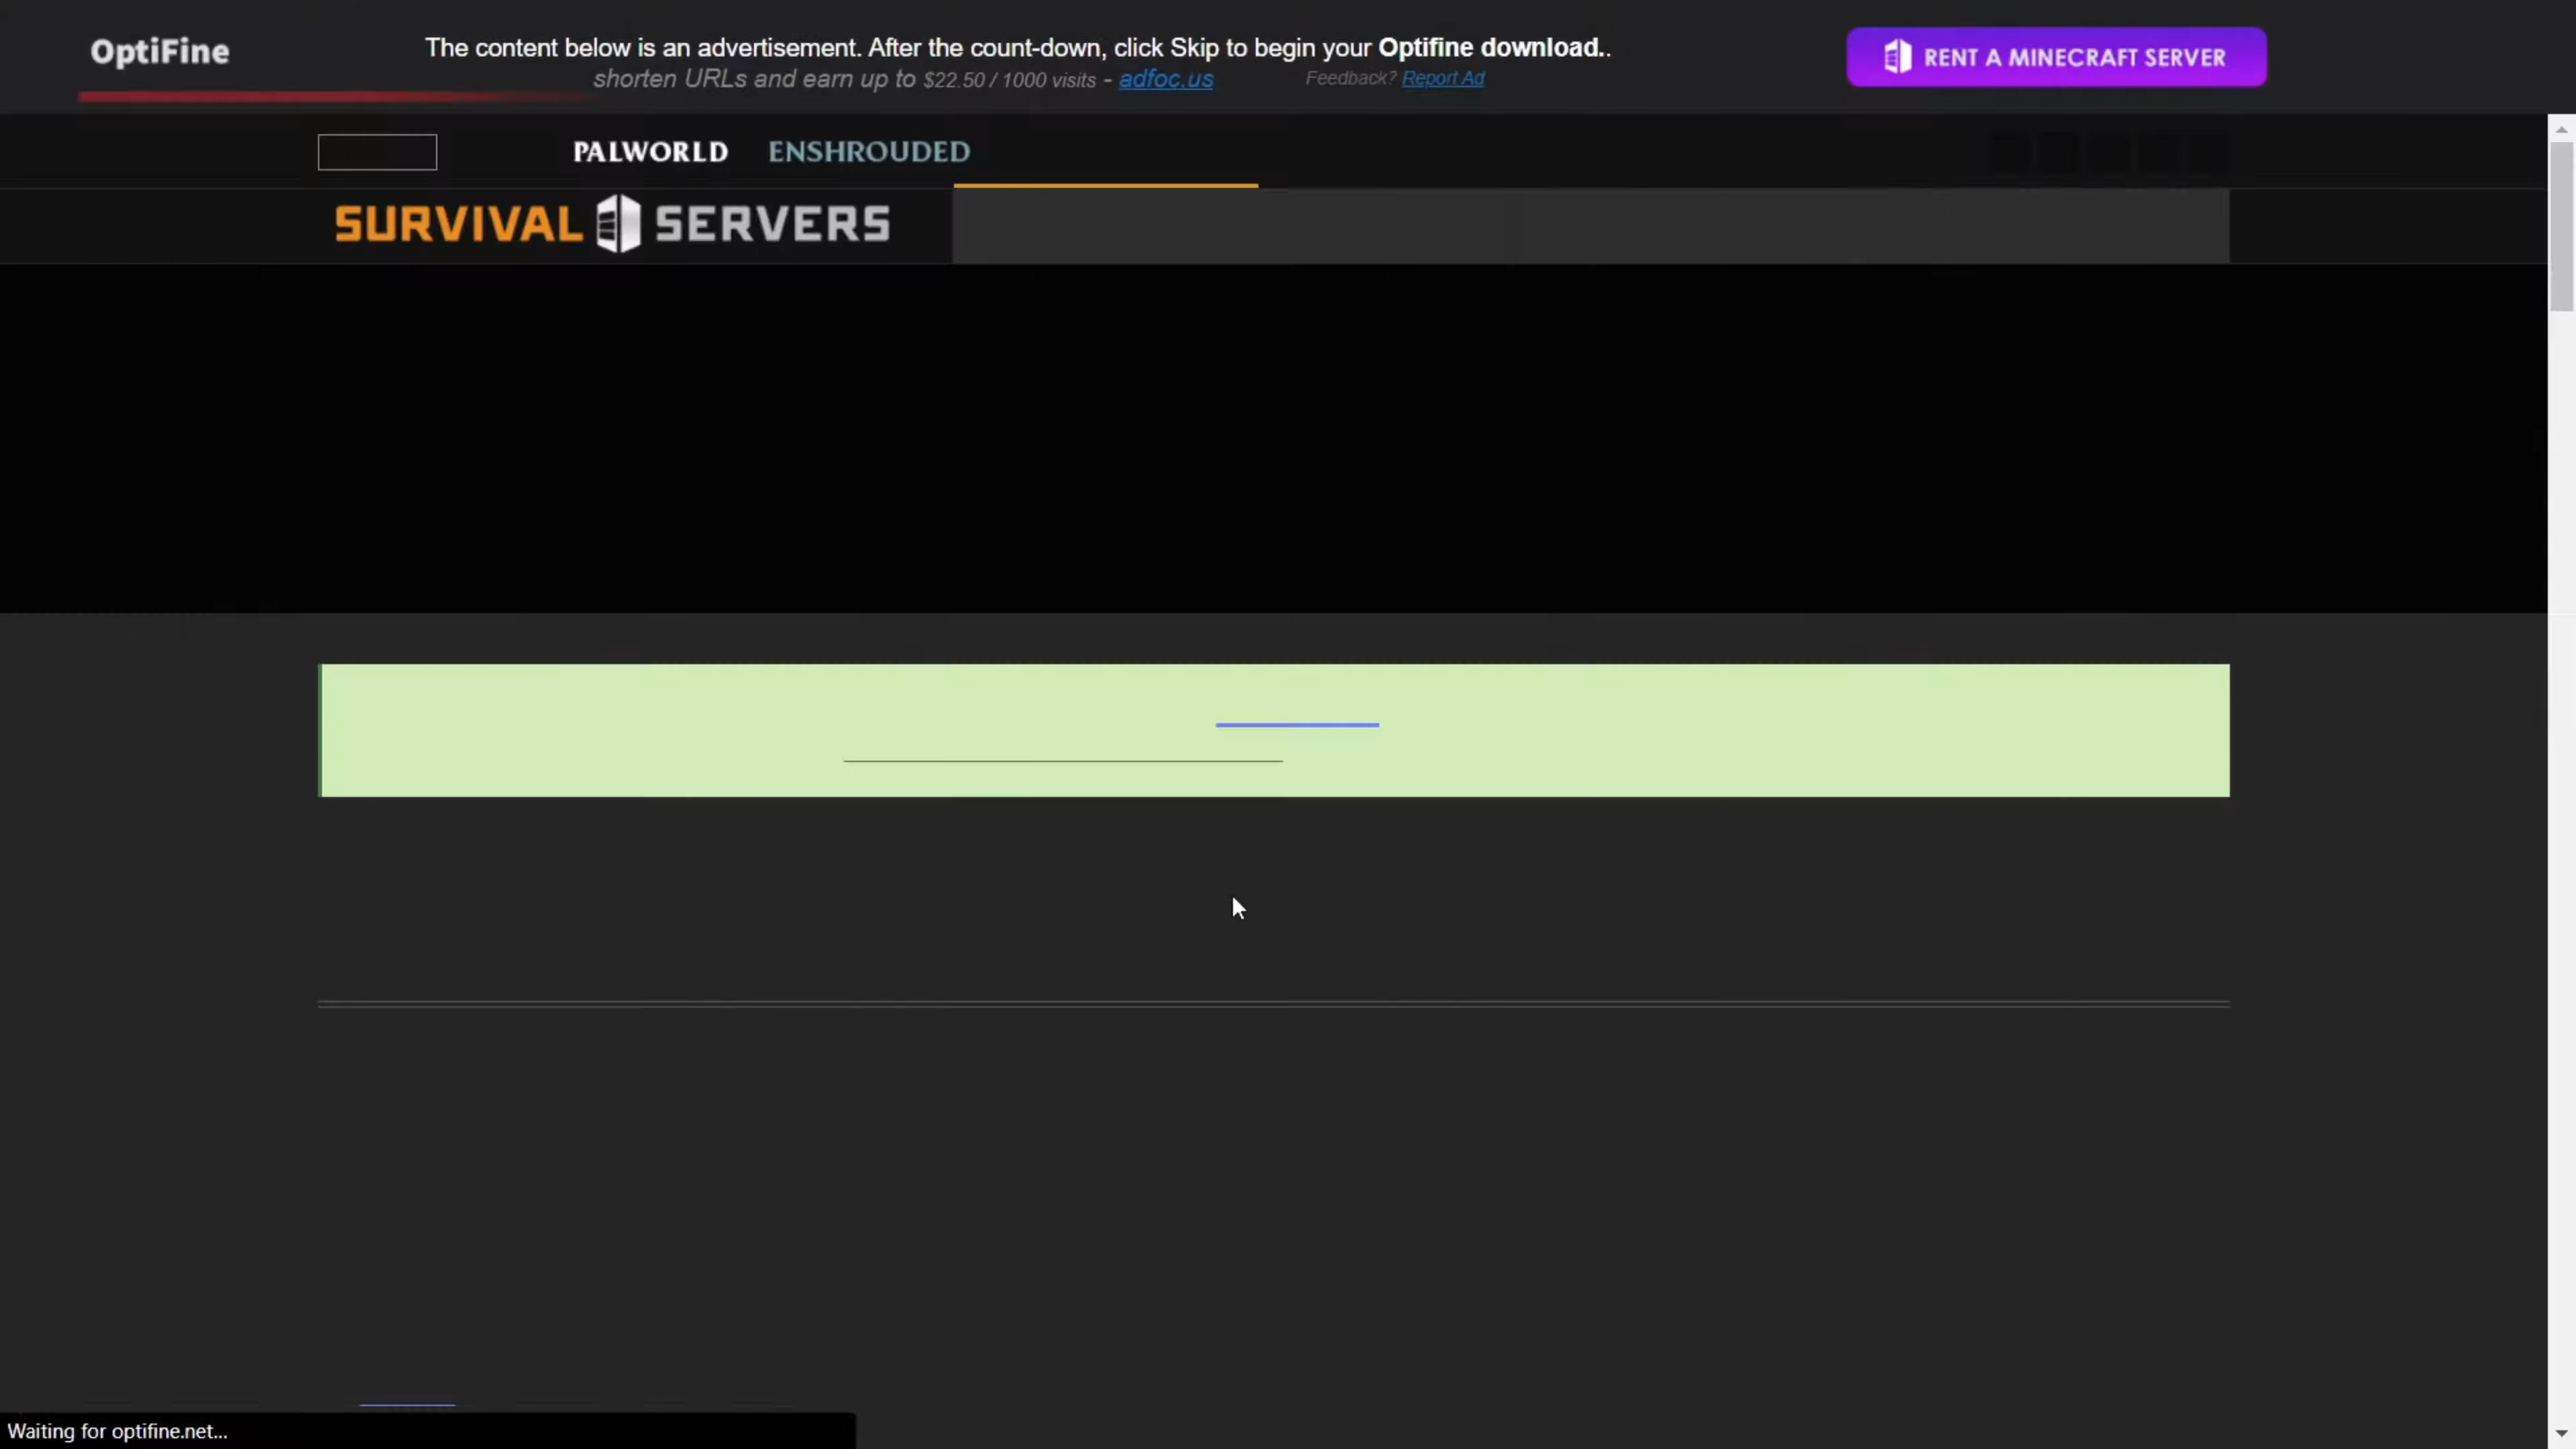 OptiFine
The content below is an advertisement. After the count-down, click Skip to begin your Optifine download..
shorten URLs and earn up to $22.50 / 1000 visits - adfoc.us
Feedback? Report Ad
RENT A MINECRAFT SERVER
PALWORLD ENSHROUDED
SURVIVAL SERVERS
Waiting for optifine.net...